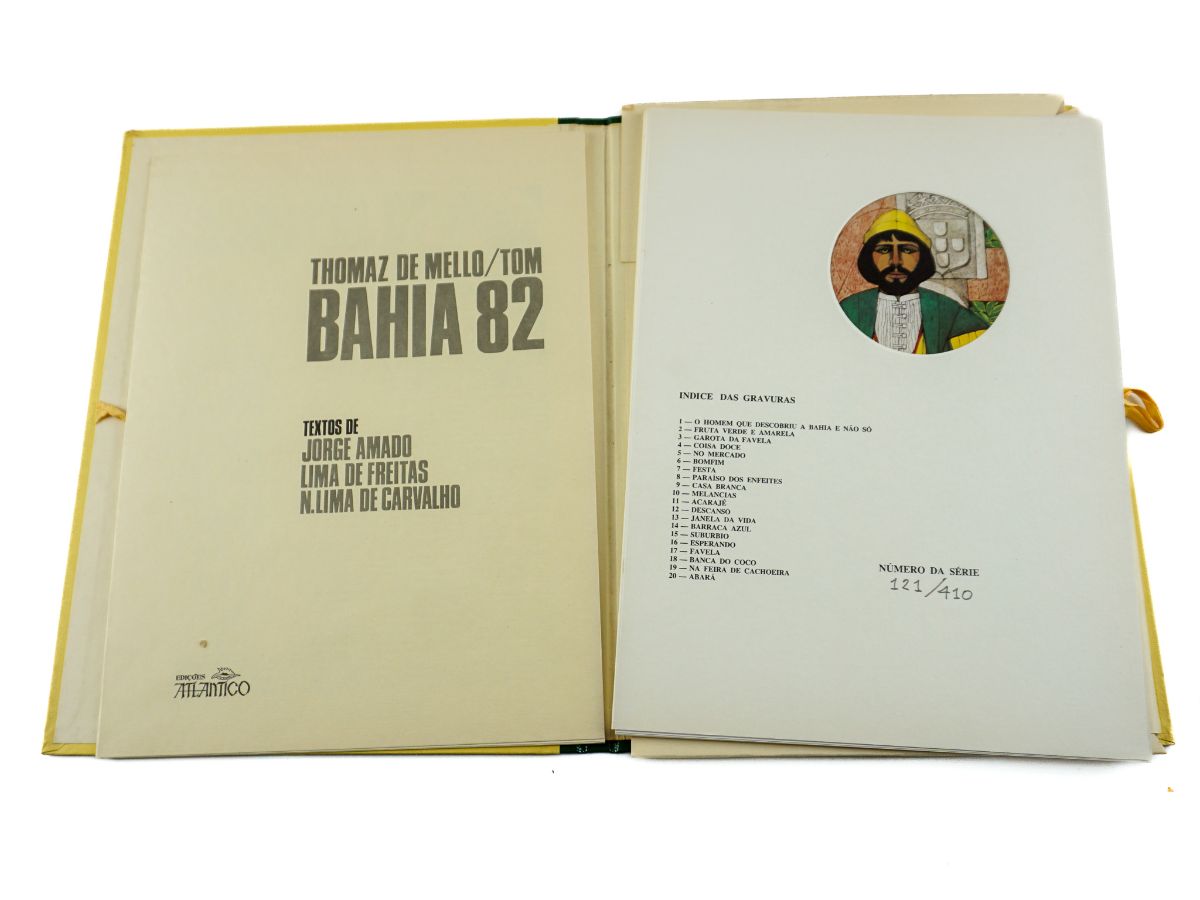 THOMAZ DE MELLO/TOM
BAHIA 82
TEXTOS DE
JORGE AMADO
LIMA DE FREITAS
N. LIMA DE CARVALHO
EDIÇÕES
ATLANTICO
INDICE DAS GRAVURAS
1 — O HOMEM QUE DESCOBRIU A BAHIA E NÃO SÓ
2 — FRUTA VERDE E AMARELA
3 — GAROTA DA FAVELA
4 — COISA DOCE
5 — NO MERCADO
6 — BOMFIM
7 — FESTA
8 — PARAÍSO DOS ENFEITES
9 — CASA BRANCA
10 — MELANCIAS
11 — ACARAJÉ
12 — DESCANSO
13 — JANELA DA VIDA
14 — BARRACA AZUL
15 — SUBURBIO
16 — ESPERANDO
17 — FAVELA
18 — BANCA DO COCO
19 — NA FEIRA DE CACHOEIRA
20 — ABARÁ
NÚMERO DA SÉRIE
121/410